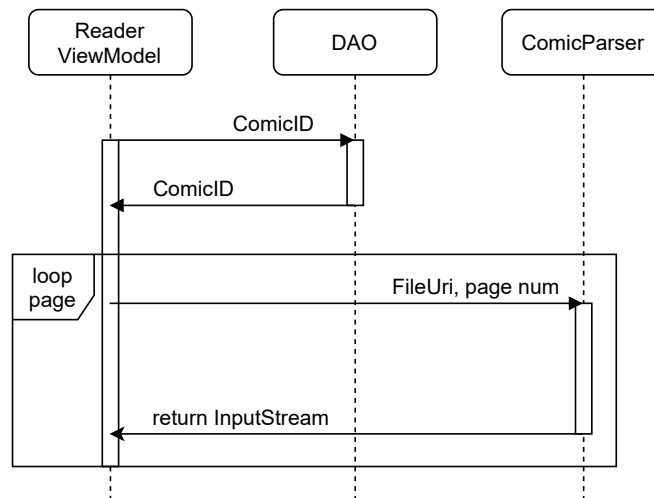 Reader
ViewModel
DAO
ComicParser
ComicID
ComicID
loop
page
FileUri, page num
return InputStream